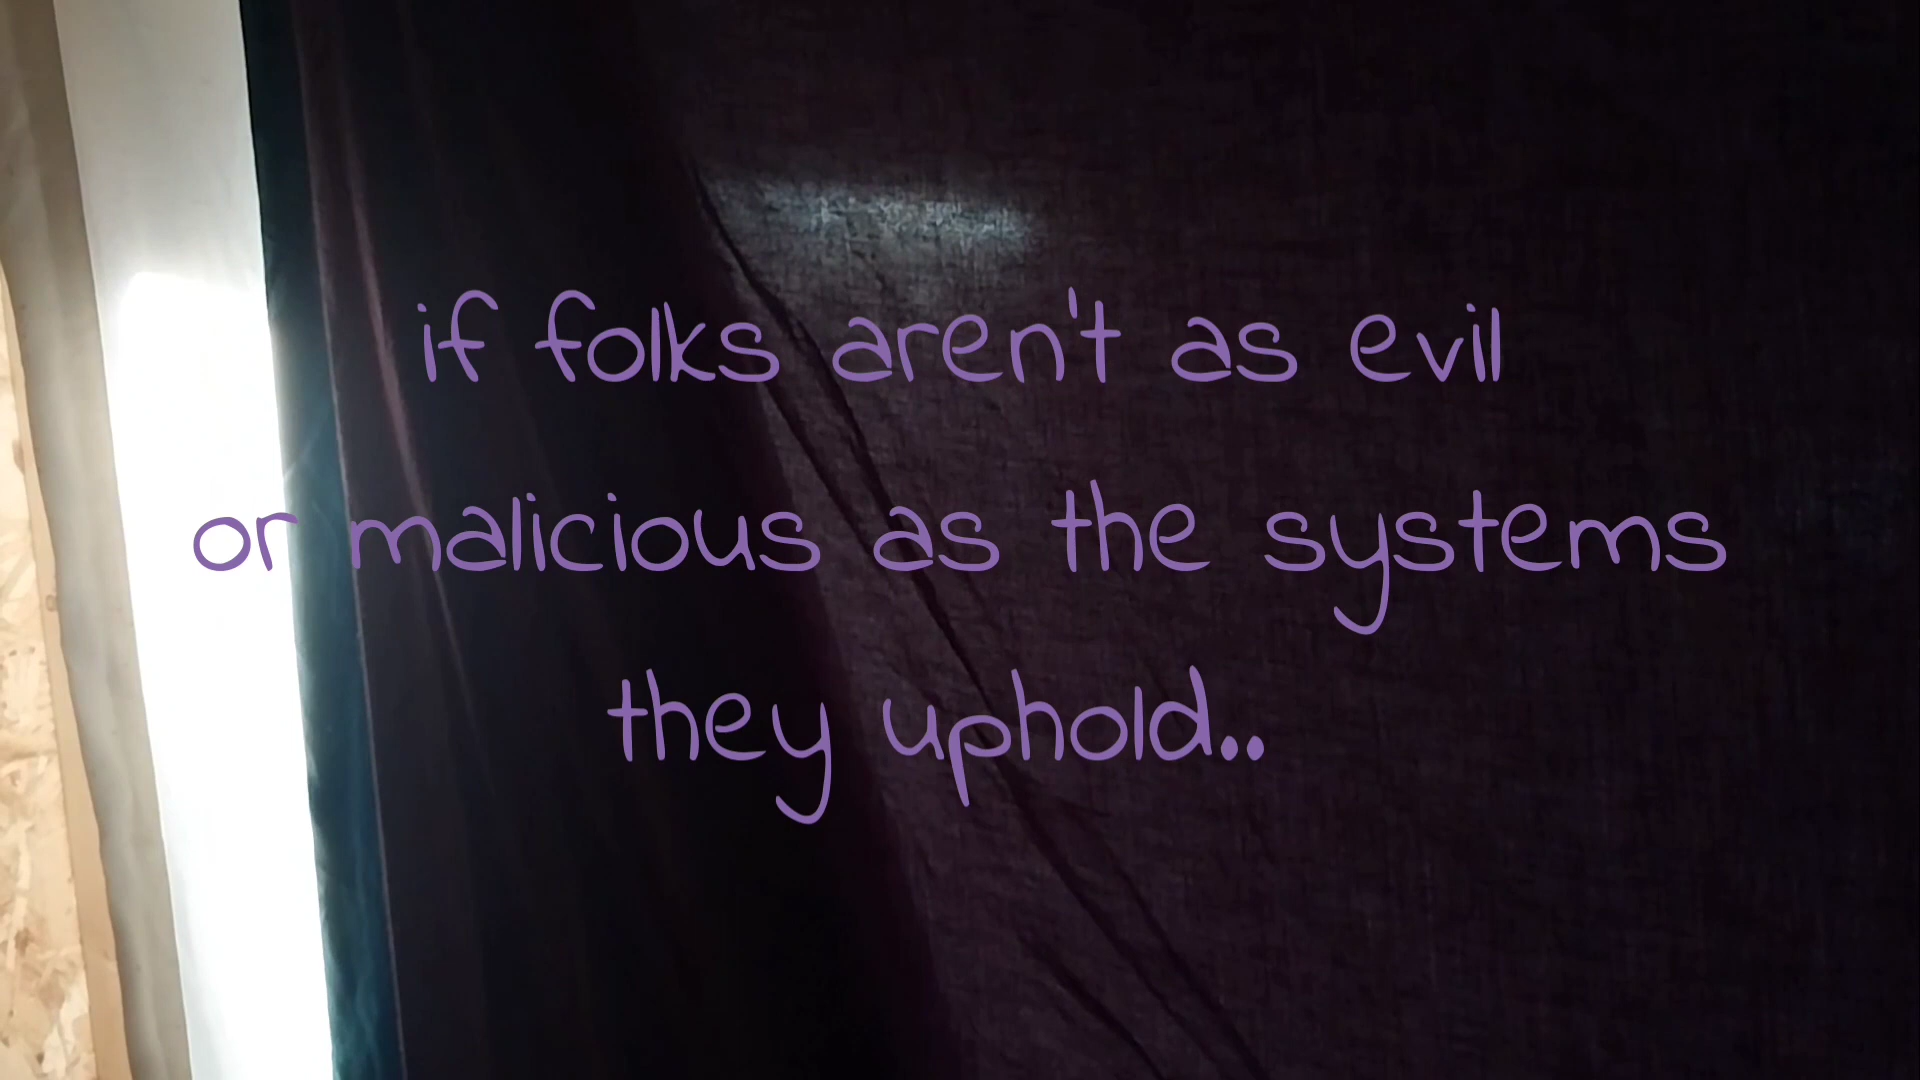 if folks aren't as evil
or malicious as the systems
they uphold..